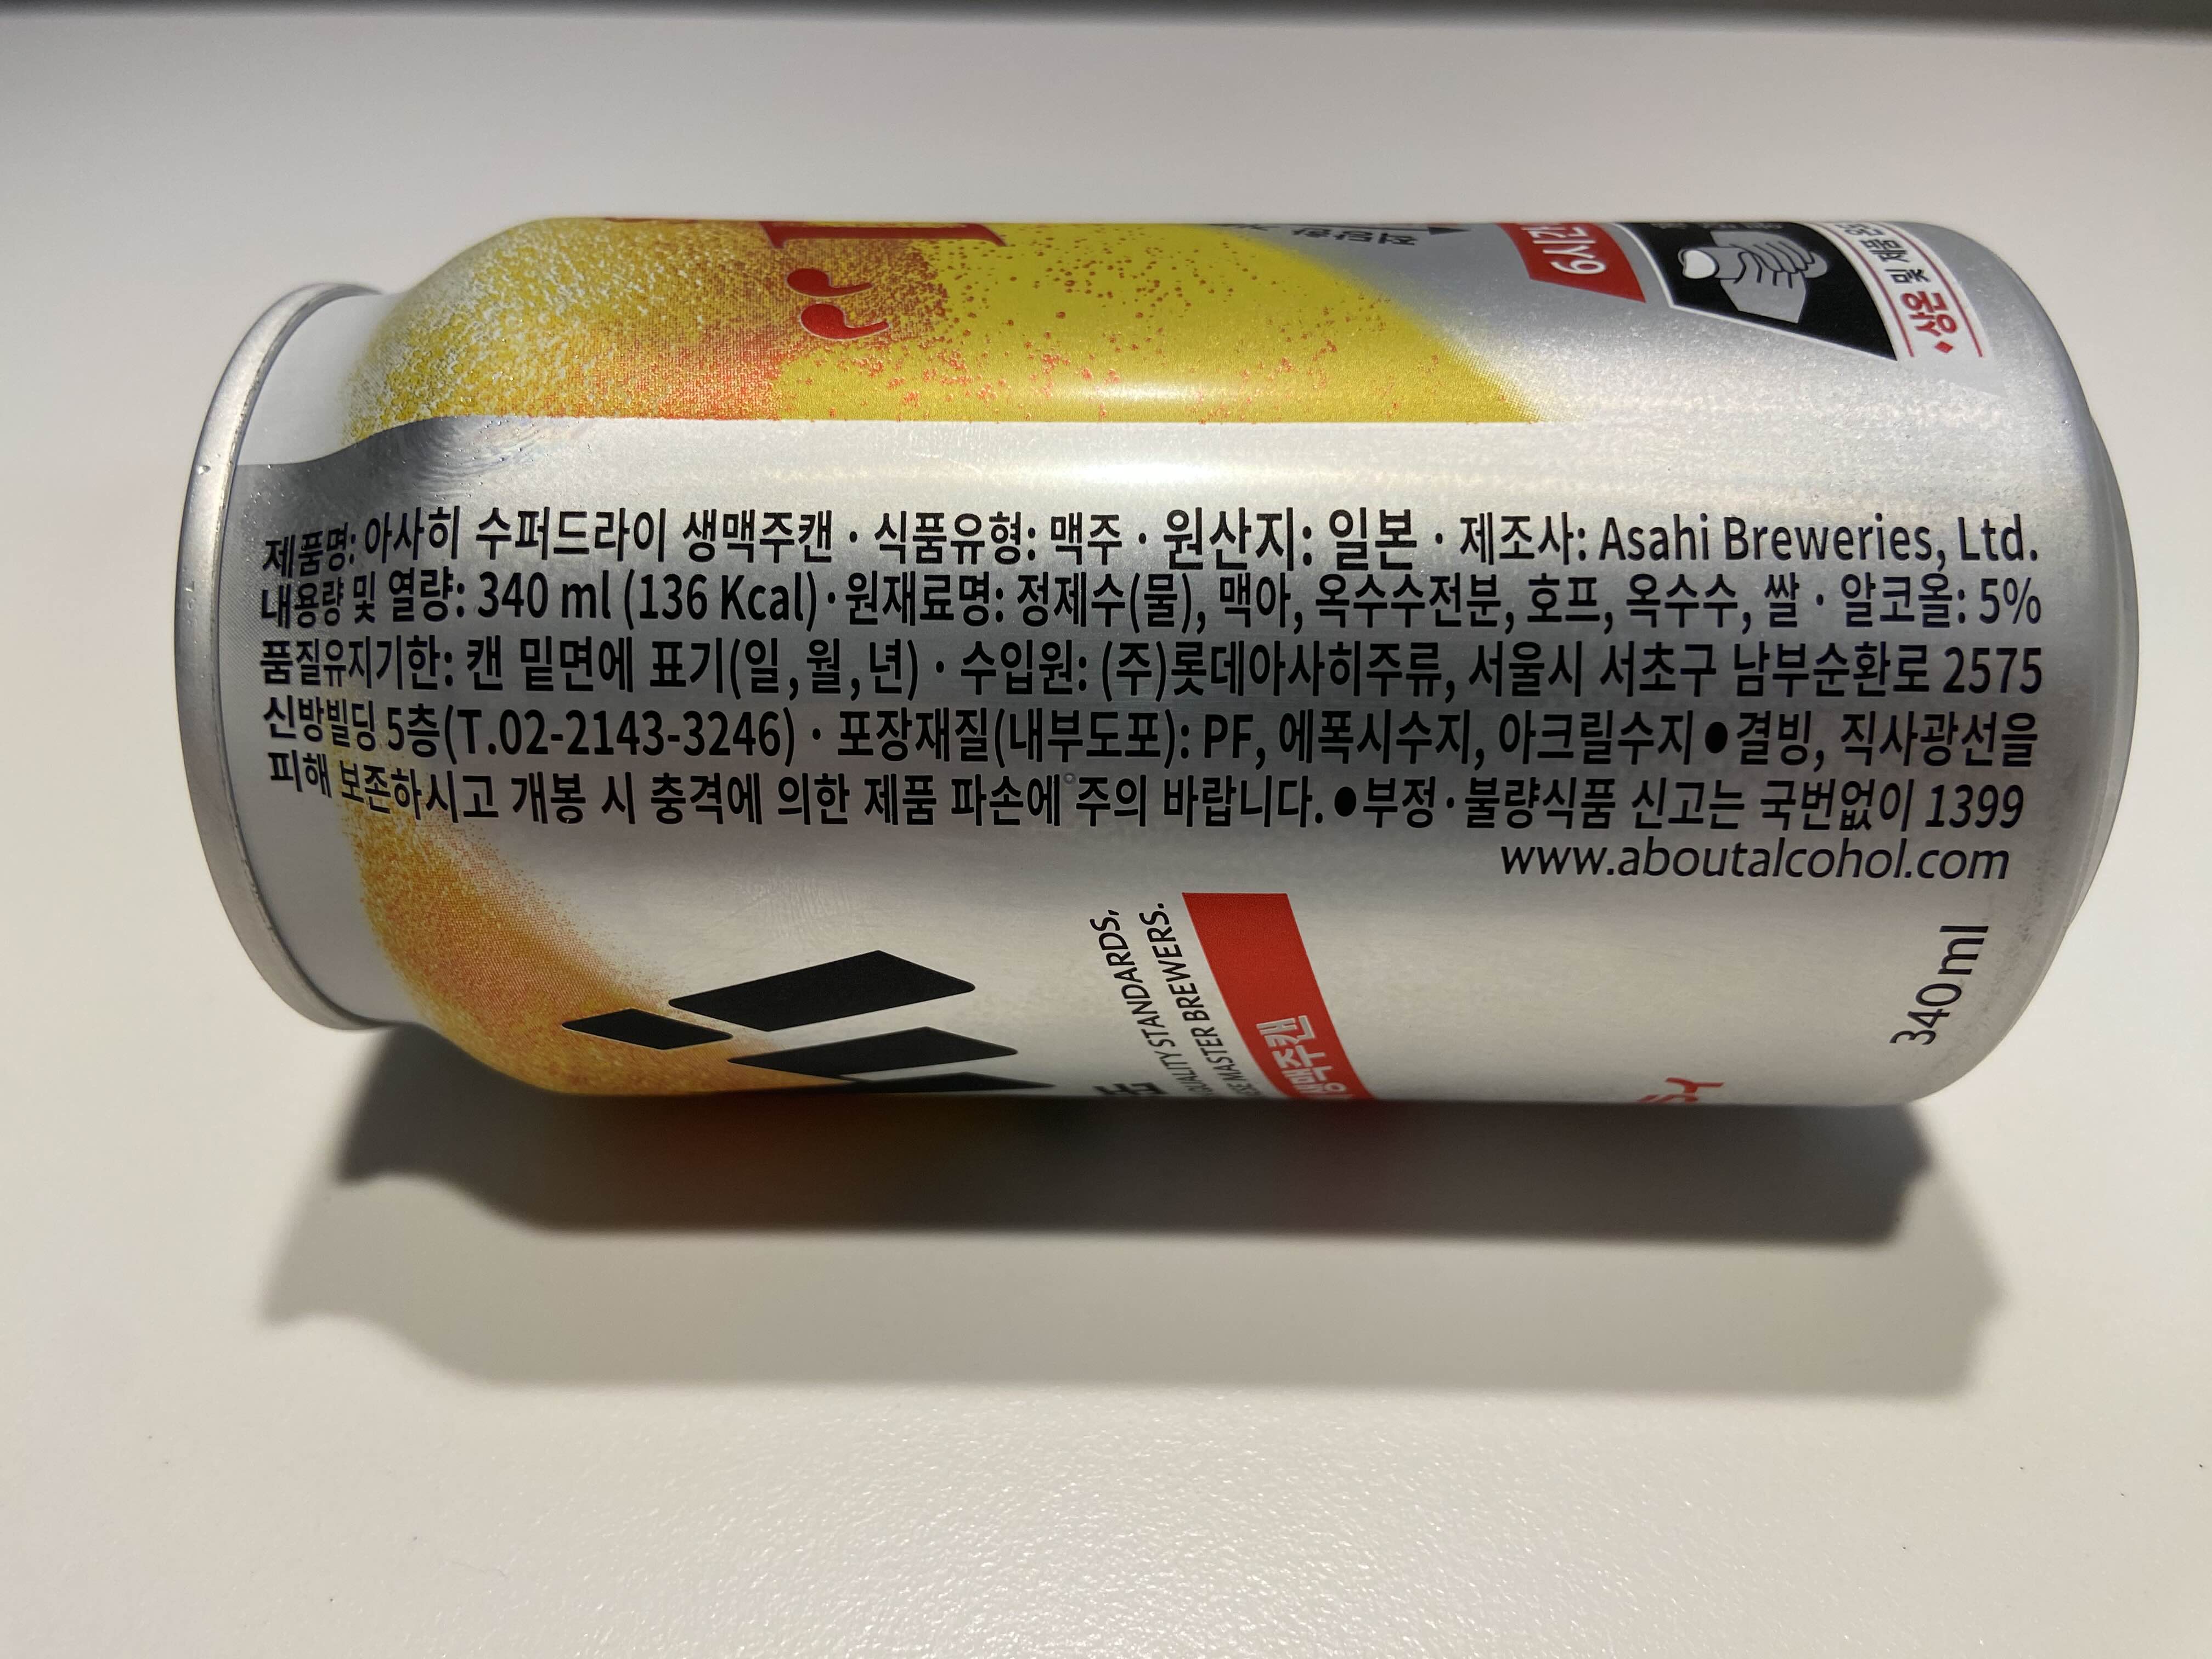 6시간
상온 및 제품
제품명: 아사히 수퍼드라이 생맥주캔 · 식품유형: 맥주 · 원산지: 일본 · 제조사: Asahi Breweries, Ltd.
내용량 및 열량: 340 ml (136 Kcal) · 원재료명: 정제수(물), 맥아, 옥수수전분, 호프, 옥수수, 쌀 · 알코올: 5%
품질유지기한: 캔 밑면에 표기(일,월,년) · 수입원: (주)롯데아사히주류, 서울시 서초구 남부순환로 2575
신방빌딩 5층(T.02-2143-3246) · 포장재질(내부도포): PF, 에폭시수지, 아크릴수지 ●결빙, 직사광선을
피해 보존하시고 개봉 시 충격에 의한 제품 파손에 주의 바랍니다. ●부정·불량식품 신고는 국번없이 1399
www.aboutalcohol.com
QUALITY STANDARDS,
MASTER BREWERS.
맥주캔
340 ml